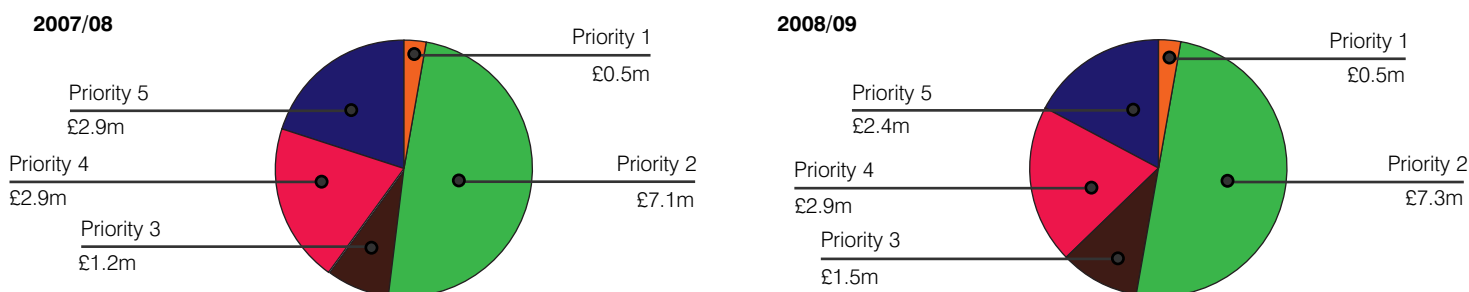 2007/08
Priority 1
£0.5m
Priority 5
£2.9m
Priority 4
£2.9m
Priority 3
£1.2m
Priority 2
£7.1m
2008/09
Priority 1
£0.5m
Priority 5
£2.4m
Priority 4
£2.9m
Priority 3
£1.5m
Priority 2
£7.3m